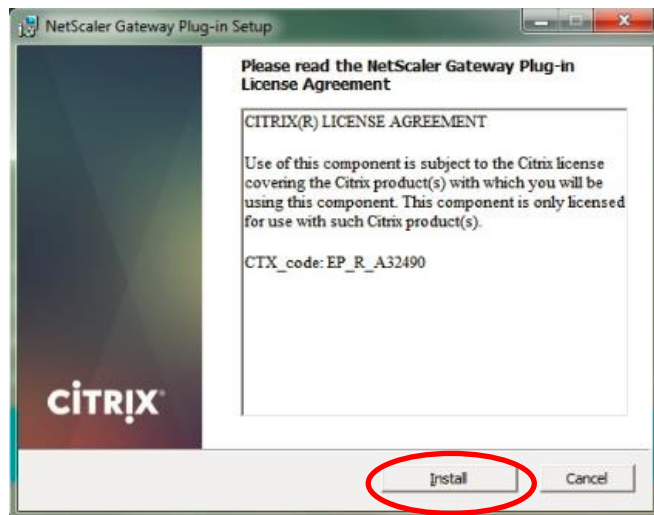 NetScaler Gateway Plug-in Setup
Please read the NetScaler Gateway Plug-in
License Agreement
CITRIX(R) LICENSE AGREEMENT
Use of this component is subject to the Citrix license
covering the Citrix product(s) with which you will be
using this component. This component is only licensed
for use with such Citrix product(s).
CTX_code: EP_R_A32490
CİTRỊX
Install
Cancel